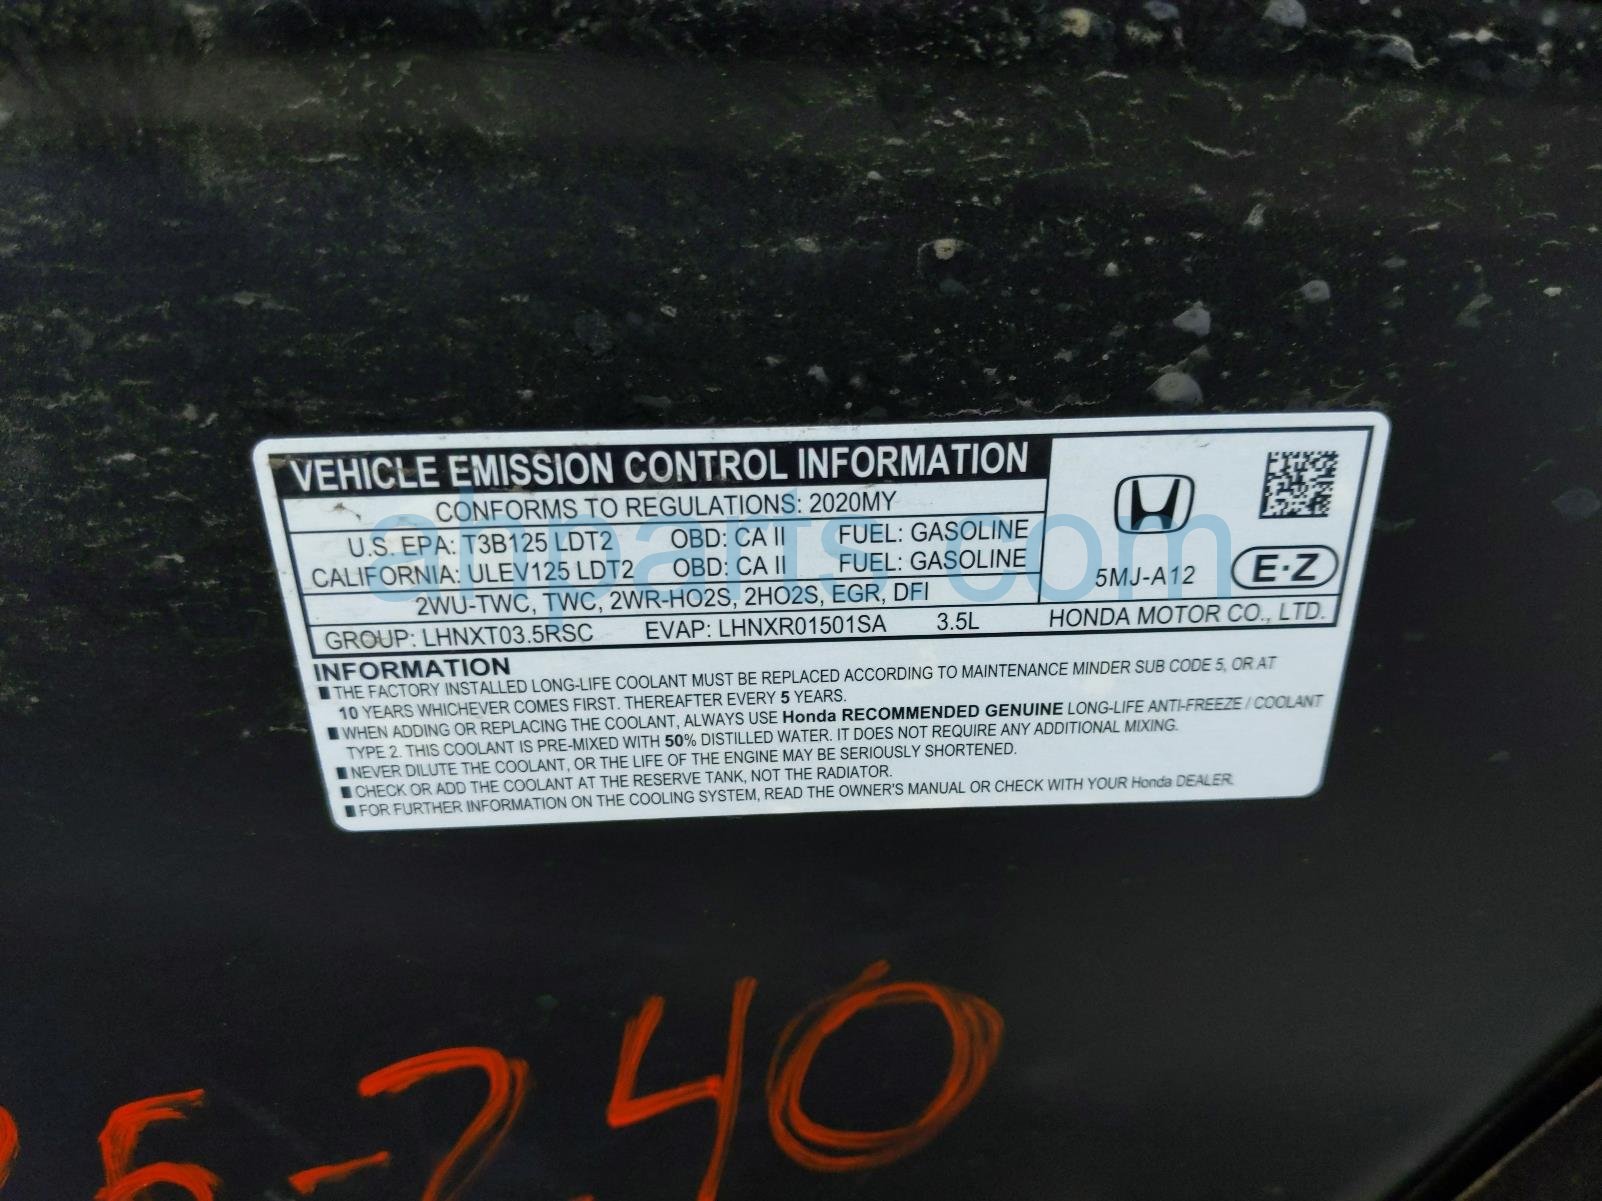 VEHICLE EMISSION CONTROL INFORMATION
CONFORMS TO REGULATIONS: 2020MY
U.S. EPA: T3B125 LDT2 OBD: CA II FUEL: GASOLINE
CALIFORNIA: ULEV125 LDT2 OBD: CA II FUEL: GASOLINE
2WU-TWC, TWC, 2WR-HO2S, 2HO2S, EGR, DFI
5MJ-A12 E·Z
GROUP: LHNXT03.5RSC EVAP: LHNXR01501SA 3.5L HONDA MOTOR CO., LTD.
INFORMATION
THE FACTORY INSTALLED LONG-LIFE COOLANT MUST BE REPLACED ACCORDING TO MAINTENANCE MINDER SUB CODE 5, OR AT
10 YEARS WHICHEVER COMES FIRST. THEREAFTER EVERY 5 YEARS.
WHEN ADDING OR REPLACING THE COOLANT, ALWAYS USE Honda RECOMMENDED GENUINE LONG-LIFE ANTI-FREEZE / COOLANT
TYPE 2. THIS COOLANT IS PRE-MIXED WITH 50% DISTILLED WATER. IT DOES NOT REQUIRE ANY ADDITIONAL MIXING.
NEVER DILUTE THE COOLANT, OR THE LIFE OF THE ENGINE MAY BE SERIOUSLY SHORTENED.
CHECK OR ADD THE COOLANT AT THE RESERVE TANK, NOT THE RADIATOR.
FOR FURTHER INFORMATION ON THE COOLING SYSTEM, READ THE OWNER'S MANUAL OR CHECK WITH YOUR Honda DEALER.
ahparts.com